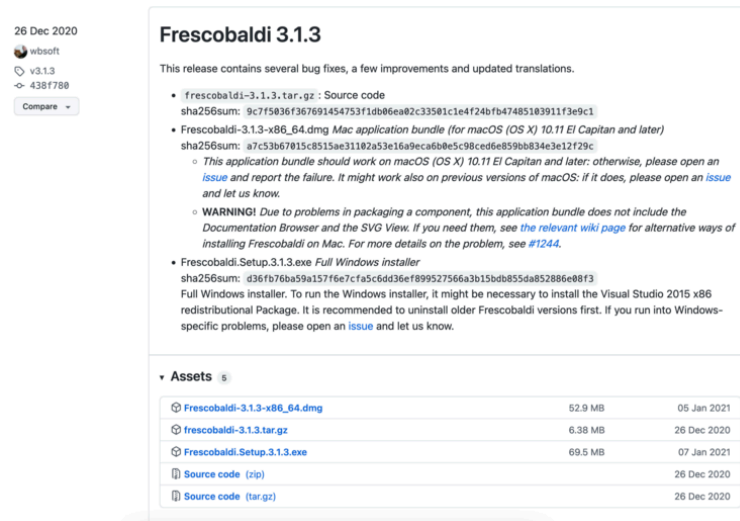 26 Dec 2020
wbsoft
v3.1.3
438f780
Compare
Frescobaldi 3.1.3
This release contains several bug fixes, a few improvements and updated translations.
frescobaldi-3.1.3.tar.gz : Source code
sha256sum: 9c7f5036f367691454753f1db06ea02c33501c1e4f24bfb47485103911f3e9c1
Frescobaldi-3.1.3-x86_64.dmg Mac application bundle (for macOS (OS X) 10.11 El Capitan and later)
sha256sum: a7c53b67015c8515ae31102a53e16a9eca6b0e5c98ced6e859bb834e3e12f29c
This application bundle should work on macOS (OS X) 10.11 El Capitan and later: otherwise, please open an
issue and report the failure. It might work also on previous versions of macOS: if it does, please open an issue
and let us know.
WARNING! Due to problems in packaging a component, this application bundle does not include the
Documentation Browser and the SVG View. If you need them, see the relevant wiki page for alternative ways of
installing Frescobaldi on Mac. For more details on the problem, see #1244.
Frescobaldi.Setup.3.1.3.exe Full Windows installer
sha256sum: d36fb76ba59a157f6e7cfa5c6dd36ef899527566a3b15bdb855da852886e08f3
Full Windows installer. To run the Windows installer, it might be necessary to install the Visual Studio 2015 x86
redistributional Package. It is recommended to uninstall older Frescobaldi versions first. If you run into Windows-
specific problems, please open an issue and let us know.
Assets 5
Frescobaldi-3.1.3-x86_64.dmg 52.9 MB 05 Jan 2021
frescobaldi-3.1.3.tar.gz 6.38 MB 26 Dec 2020
Frescobaldi.Setup.3.1.3.exe 69.5 MB 07 Jan 2021
Source code (zip) 26 Dec 2020
Source code (tar.gz) 26 Dec 2020